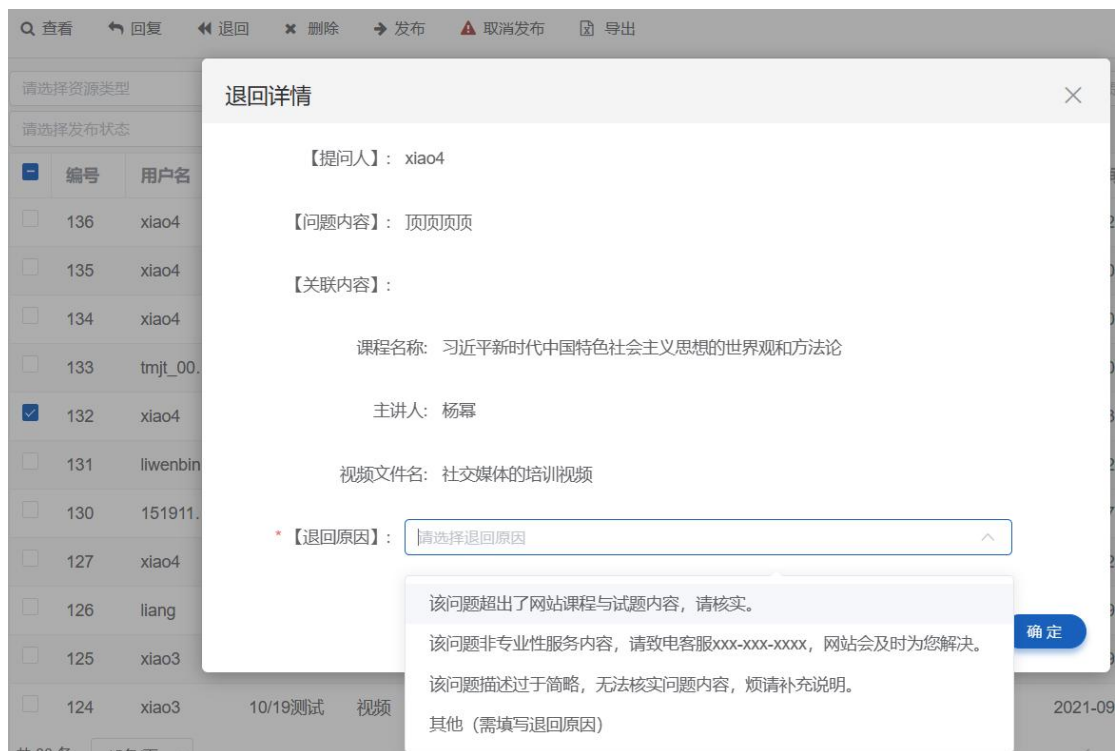 查看 回复 退回 删除 发布 取消发布 导出
请选择资源类型
退回详情
请选择发布状态
【提问人】: xiao4
编号 用户名
136 xiao4
【问题内容】: 顶顶顶顶
135 xiao4
【关联内容】:
134 xiao4
课程名称: 习近平新时代中国特色社会主义思想的世界观和方法论
133 tmjt_00.
132 xiao4
主讲人: 杨幂
131 liwenbin
视频文件名: 社交媒体的培训视频
130 151911.
*【退回原因】: 请选择退回原因
127 xiao4
126 liang
该问题超出了网站课程与试题内容，请核实。
确定
该问题非专业性服务内容，请致电客服xxx-xxx-xxxx，网站会及时为您解决。
125 xiao3
该问题描述过于简略，无法核实问题内容，烦请补充说明。
124 xiao3 10/19测试 视频 2021-09
其他（需填写退回原因）